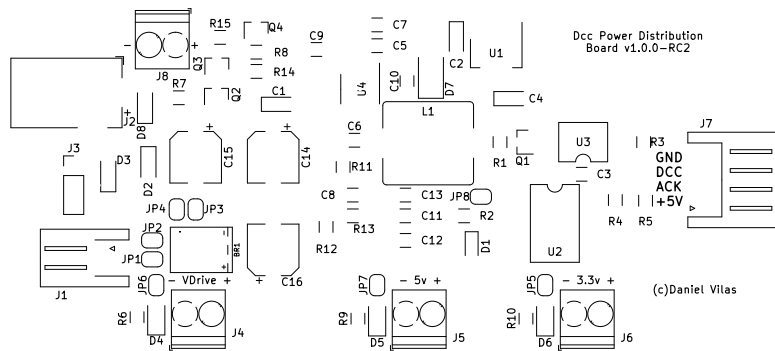 R15
Q4
C9
C7
C5
C2
U1
Dcc Power Distribution
Board v1.0.0-RC2
- +
J8
R8
R14
Q3
Q2
R7
C1
U4
C10
D7
C4
J2
+
D8
L1
J3
D3
D2
+
C15
+
C14
C6
R11
R1
Q1
U3
C3
R3
J7
GND
DCC
ACK
+5V
C8
C13
C11
C12
R13
R12
JP8
R2
D1
U2
R4
R5
JP4
JP3
JP2
JP1
BR1
+
C16
J1
JP6
- VDrive +
JP7
- 5v +
JP5
- 3.3v +
(c)Daniel Vilas
R6
D4
J4
R9
D5
J5
R10
D6
J6